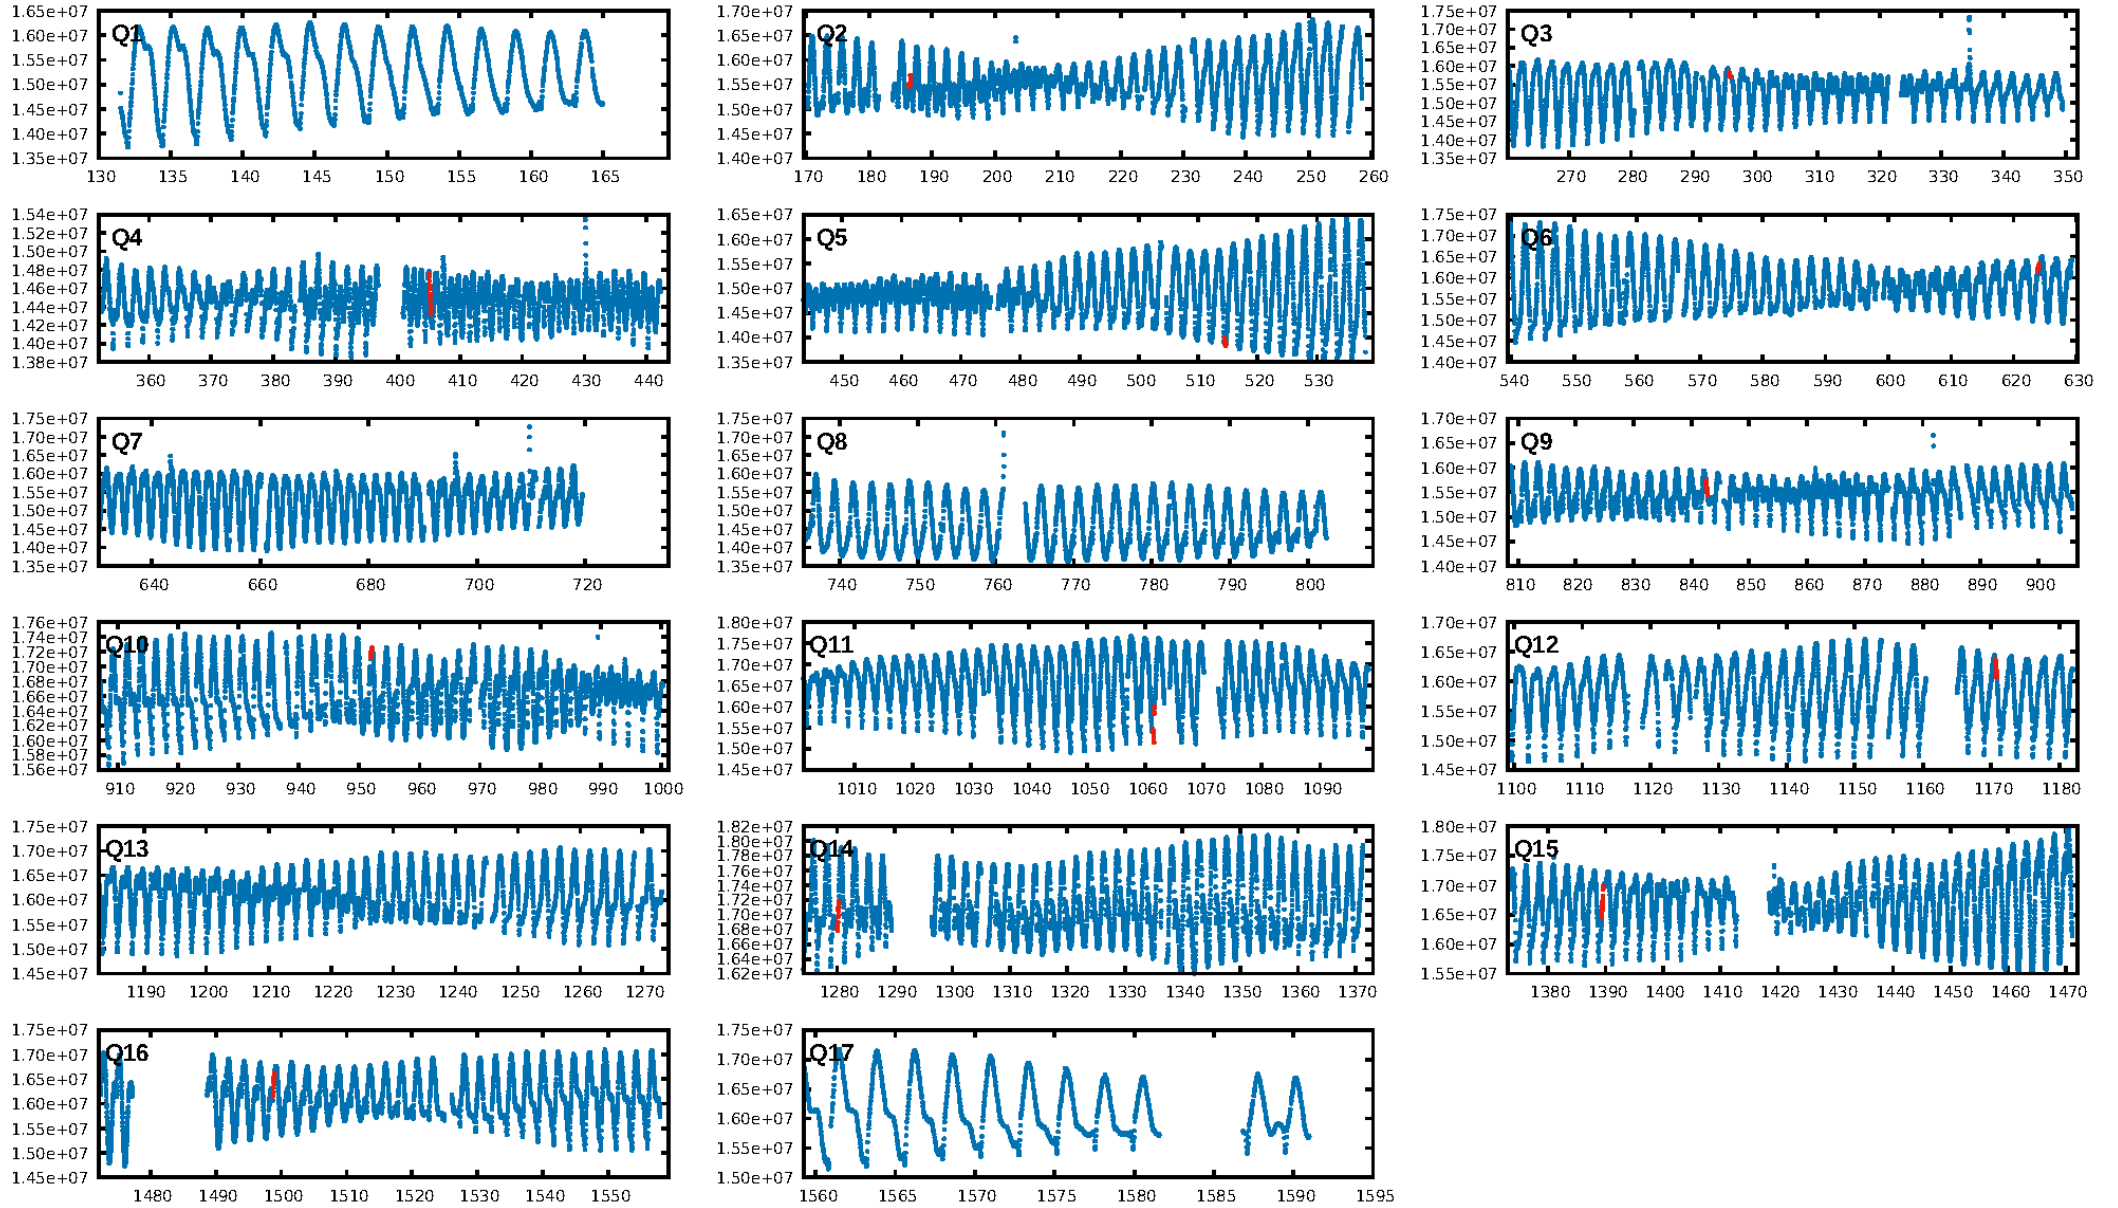 1.65e+07 1.60e+07 1.55e+07 1.50e+07 1.45e+07 1.40e+07 1.35e+07
Q1
130 135 140 145 150 155 160 165
1.70e+07 1.65e+07 1.60e+07 1.55e+07 1.50e+07 1.45e+07 1.40e+07
Q2
170 180 190 200 210 220 230 240 250 260
1.75e+07 1.70e+07 1.65e+07 1.60e+07 1.55e+07 1.50e+07 1.45e+07 1.40e+07 1.35e+07
Q3
270 280 290 300 310 320 330 340 350
1.54e+07 1.52e+07 1.50e+07 1.48e+07 1.46e+07 1.44e+07 1.42e+07 1.40e+07 1.38e+07
Q4
360 370 380 390 400 410 420 430 440
1.65e+07 1.60e+07 1.55e+07 1.50e+07 1.45e+07 1.40e+07 1.35e+07
Q5
450 460 470 480 490 500 510 520 530
1.75e+07 1.70e+07 1.65e+07 1.60e+07 1.55e+07 1.50e+07 1.45e+07 1.40e+07
Q6
540 550 560 570 580 590 600 610 620 630
1.75e+07 1.70e+07 1.65e+07 1.60e+07 1.55e+07 1.50e+07 1.45e+07 1.40e+07 1.35e+07
Q7
640 660 680 700 720
1.75e+07 1.70e+07 1.65e+07 1.60e+07 1.55e+07 1.50e+07 1.45e+07 1.40e+07 1.35e+07
Q8
740 750 760 770 780 790 800
1.70e+07 1.65e+07 1.60e+07 1.55e+07 1.50e+07 1.45e+07 1.40e+07
Q9
810 820 830 840 850 860 870 880 890 900
1.76e+07 1.74e+07 1.72e+07 1.70e+07 1.68e+07 1.66e+07 1.64e+07 1.62e+07 1.60e+07 1.58e+07 1.56e+07
Q10
910 920 930 940 950 960 970 980 990 1000
1.80e+07 1.75e+07 1.70e+07 1.65e+07 1.60e+07 1.55e+07 1.50e+07 1.45e+07
Q11
1010 1020 1030 1040 1050 1060 1070 1080 1090
1.70e+07 1.65e+07 1.60e+07 1.55e+07 1.50e+07 1.45e+07
Q12
1100 1110 1120 1130 1140 1150 1160 1170 1180
1.75e+07 1.70e+07 1.65e+07 1.60e+07 1.55e+07 1.50e+07 1.45e+07
Q13
1190 1200 1210 1220 1230 1240 1250 1260 1270
1.82e+07 1.80e+07 1.78e+07 1.76e+07 1.74e+07 1.72e+07 1.70e+07 1.68e+07 1.66e+07 1.64e+07 1.62e+07
Q14
1280 1290 1300 1310 1320 1330 1340 1350 1360 1370
1.80e+07 1.75e+07 1.70e+07 1.65e+07 1.60e+07 1.55e+07
Q15
1380 1390 1400 1410 1420 1430 1440 1450 1460 1470
1.75e+07 1.70e+07 1.65e+07 1.60e+07 1.55e+07 1.50e+07 1.45e+07
Q16
1480 1490 1500 1510 1520 1530 1540 1550
1.75e+07 1.70e+07 1.65e+07 1.60e+07 1.55e+07 1.50e+07
Q17
1560 1565 1570 1575 1580 1585 1590 1595